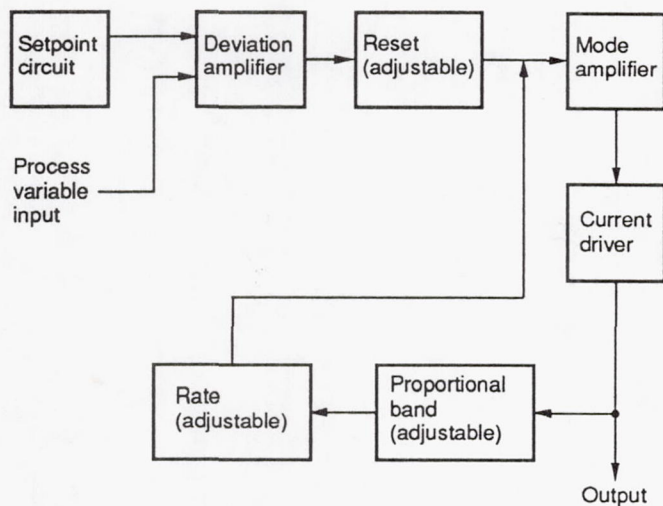 Setpoint
circuit
Deviation
amplifier
Reset
(adjustable)
Mode
amplifier
Process
variable
input
Current
driver
Rate
(adjustable)
Proportional
band
(adjustable)
Output